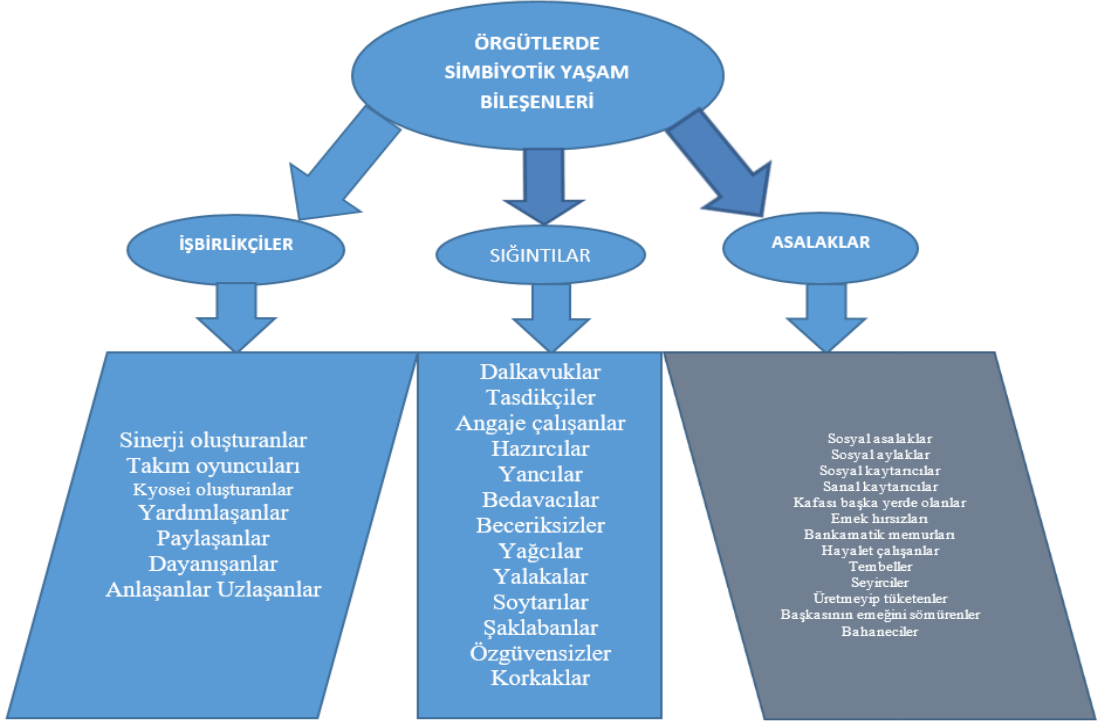 ÖRGÜTLERDE
SİMBİYOTİK YAŞAM
BİLEŞENLERİ
İŞBİRLİKÇİLER
SIĞINTILAR
ASALAKLAR
Sinerji oluşturanlar
Takım oyuncuları
Kyosei oluşturanlar
Yardımlaşanlar
Paylaşanlar
Dayanışanlar
Anlaşanlar Uzlaşanlar
Dalkavuklar
Tasdikçiler
Angaje çalışanlar
Hazırcılar
Yancılar
Bedavacılar
Beceriksizler
Yağcılar
Yalakalar
Soytarılar
Şaklabanlar
Özgüvensizler
Korkaklar
Sosyal asalaklar
Sosyal aylaklar
Sosyal kaytarıcılar
Sanal kaytarıcılar
Kafası başka yerde olanlar
Emek hırsızları
Bankamatik memurları
Hayalet çalışanlar
Tembeller
Seyirciler
Üretmeyip tüketenler
Başkasının emeğini sömürenler
Bahaneciler